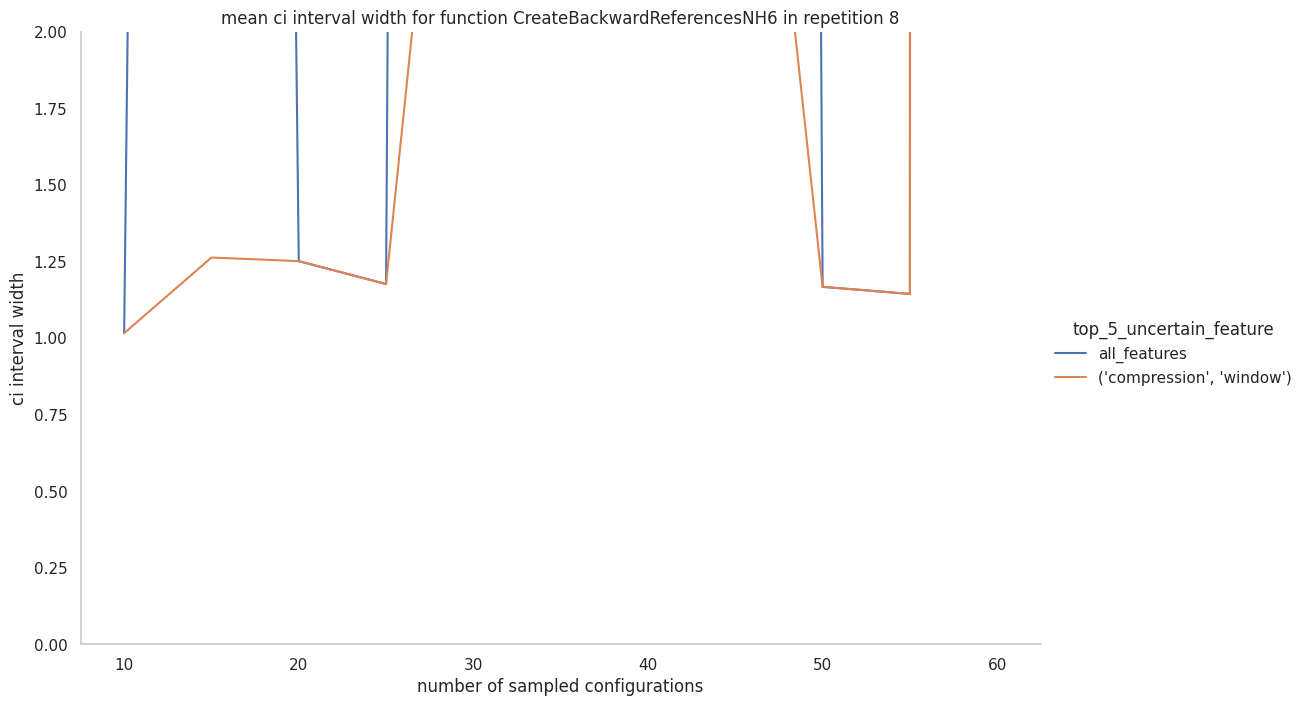 mean ci interval width for function CreateBackwardReferencesNH6 in repetition 8
2.00
1.75
1.50
1.25
1.00
0.75
0.50
0.25
0.00
ci interval width
10 20 30 40 50 60
number of sampled configurations
top_5_uncertain_feature
all_features
('compression', 'window')